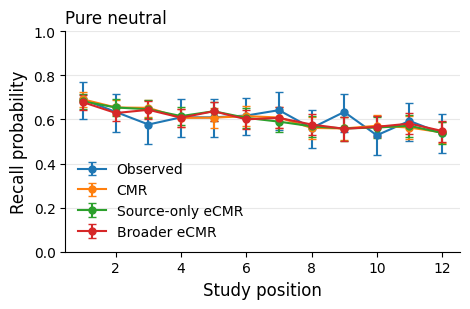 Pure neutral
Recall probability
1.0
0.8
0.6
0.4
0.2
0.0
Observed
CMR
Source-only eCMR
Broader eCMR
2 4 6 8 10 12
Study position